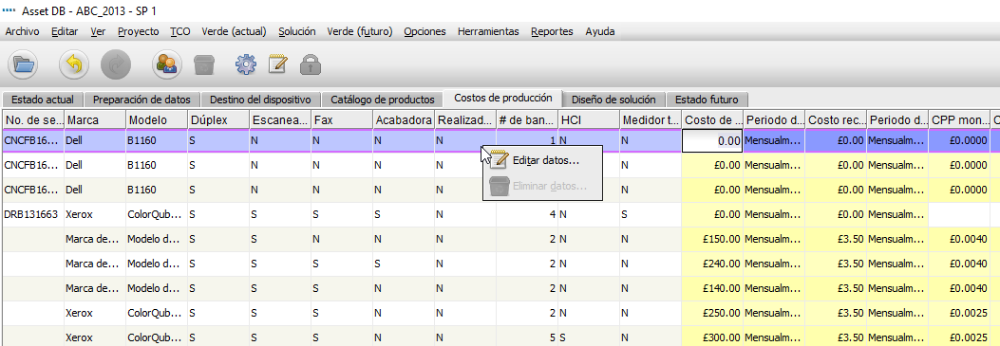 Asset DB - ABC_2013 - SP 1
Archivo Editar Ver Proyecto TCO Verde (actual) Solución Verde (futuro) Opciones Herramientas Reportes Ayuda
Estado actual Preparación de datos Destino del dispositivo Catálogo de productos Costos de producción Diseño de solución Estado futuro
No. de se... Marca Modelo Dúplex Escanea... Fax Acabadora Realizad... # de ban... HCI Medidor t... Costo de ... Periodo d... Costo rec... Periodo d... CPP mon... C
CNCFB16... Dell B1160 S N N N N 1 N N 0.00 Mensualm... £0.00 Mensualm... £0.0000
CNCFB16... Dell B1160 S N N N N N £0.00 Mensualm... £0.00 Mensualm... £0.0000
CNCFB16... Dell B1160 S N N N N N £0.00 Mensualm... £0.00 Mensualm... £0.0000
Editar datos...
Eliminar datos...
DRB131663 Xerox ColorQub... S S S S N 4 N S £0.00 Mensualm... £0.00 Mensualm...
Marca de... Modelo d... S S N N N 2 N N £150.00 Mensualm... £3.50 Mensualm... £0.0040
Marca de... Modelo d... S S S S N 2 N N £240.00 Mensualm... £3.50 Mensualm... £0.0040
Marca de... Modelo d... S S S N N 2 N N £140.00 Mensualm... £3.50 Mensualm... £0.0040
Xerox ColorQub... S S S N N 2 N N £250.00 Mensualm... £3.50 Mensualm... £0.0025
Xerox ColorQub... S S S N N 5 S N £300.00 Mensualm... £3.50 Mensualm... £0.0025